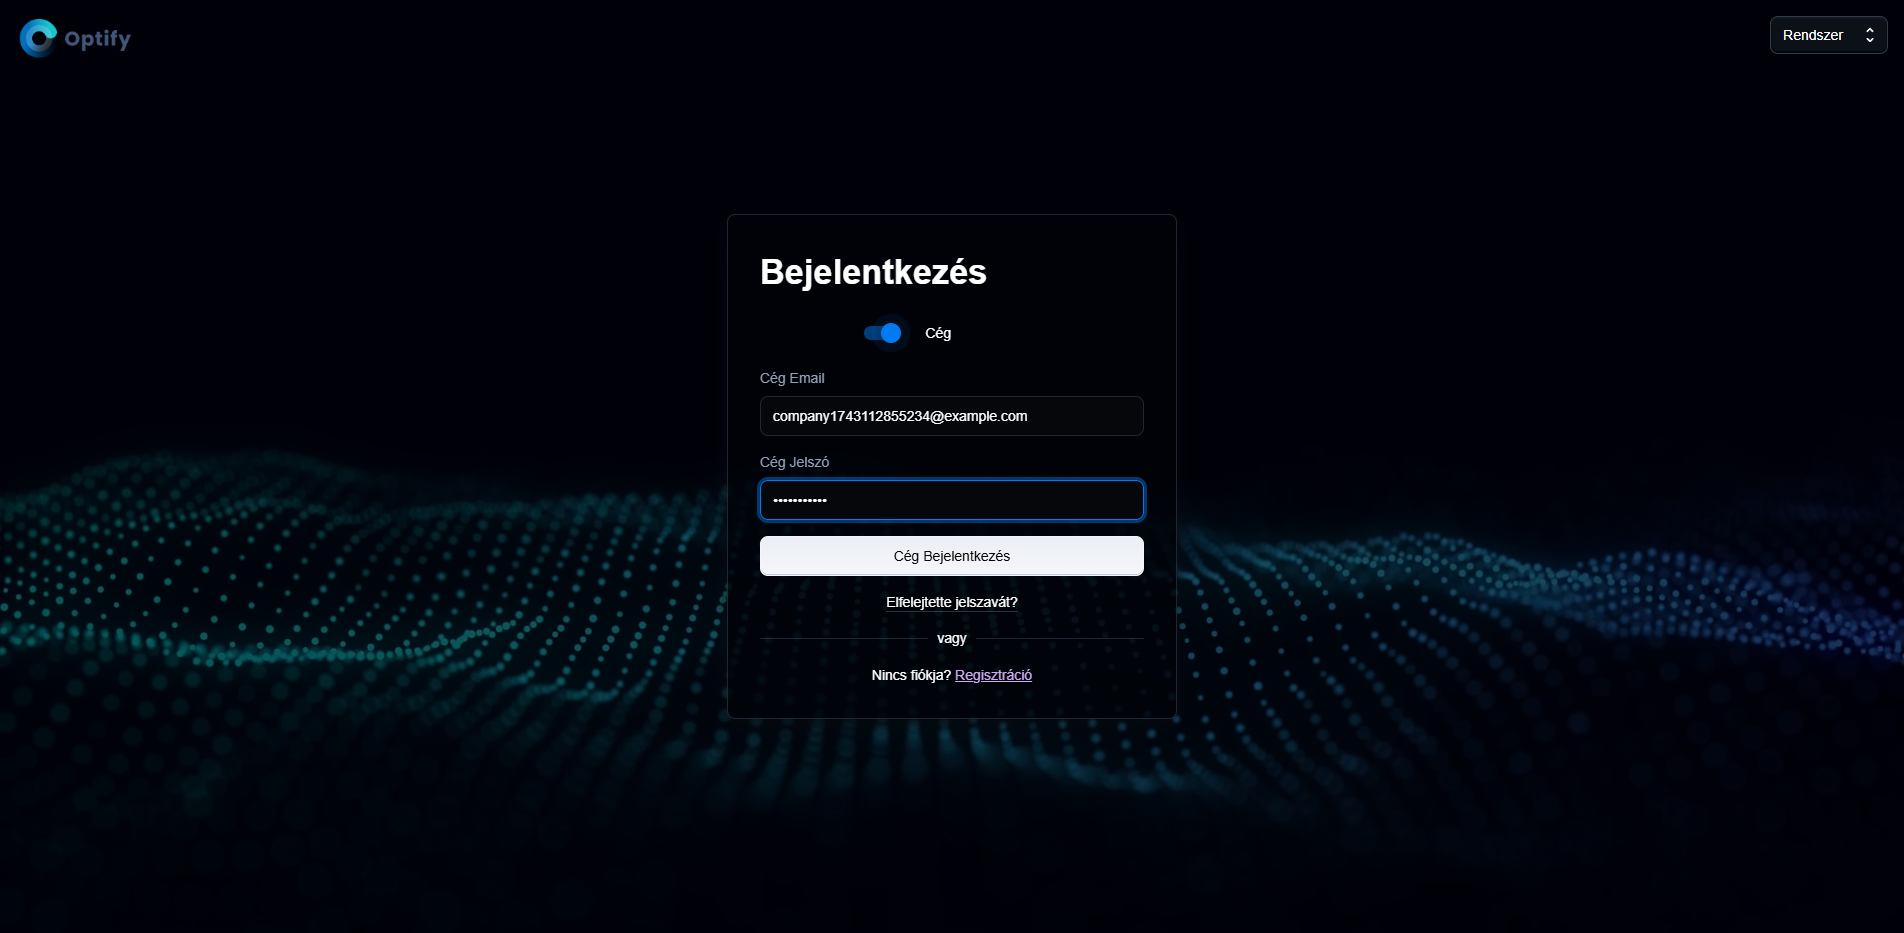 Optify
Rendszer
Bejelentkezés
Cég
Cég Email
company1743112855234@example.com
Cég Jelszó
•••••••••••
Cég Bejelentkezés
Elfelejtette jelszavát?
vagy
Nincs fiókja? Regisztráció